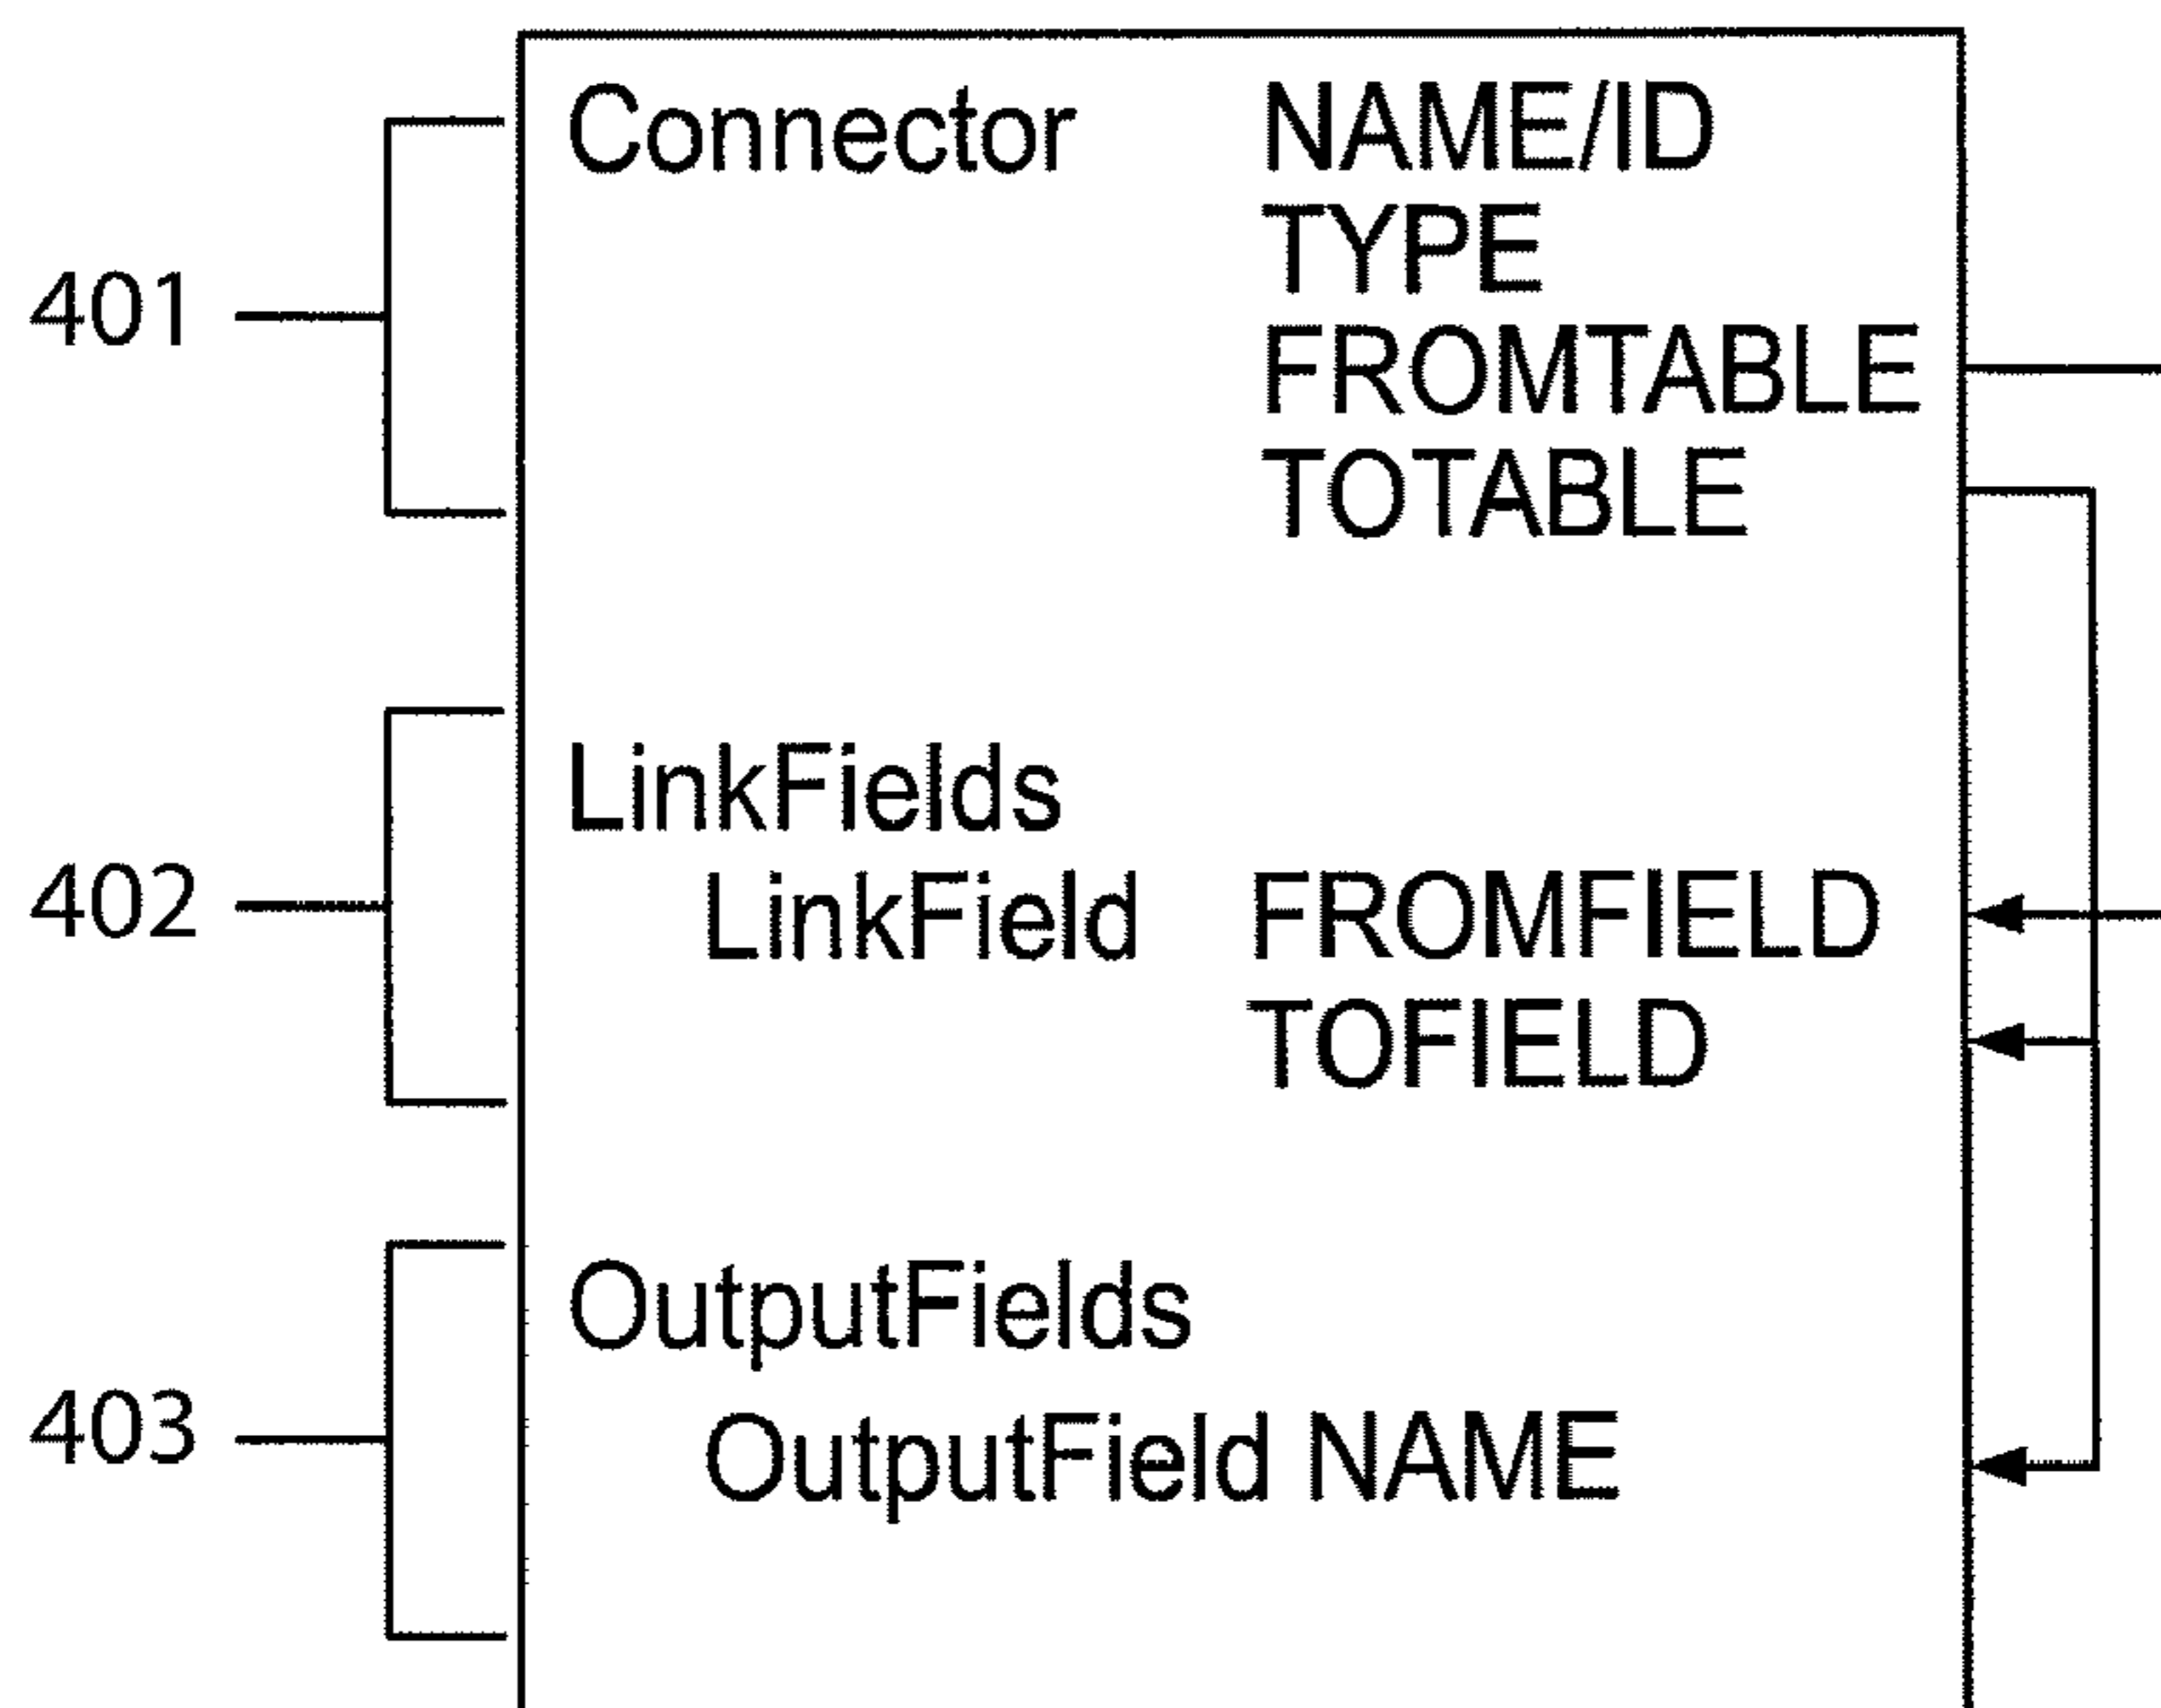 Connector NAME/ID
TYPE
401
FROMTABLE
TOTABLE
LinkFields
402
LinkField FROMFIELD
TOFIELD
OutputFields
403
OutputField NAME